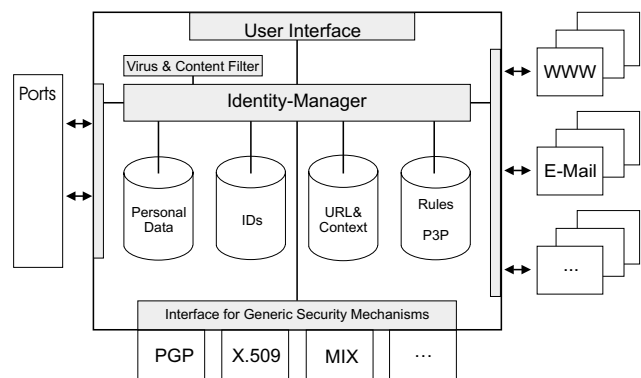 User Interface
Virus & Content Filter
Identity-Manager
Ports
WWW
E-Mail
...
Personal
Data
IDs
URL&
Context
Rules
P3P
Interface for Generic Security Mechanisms
PGP
X.509
MIX
...